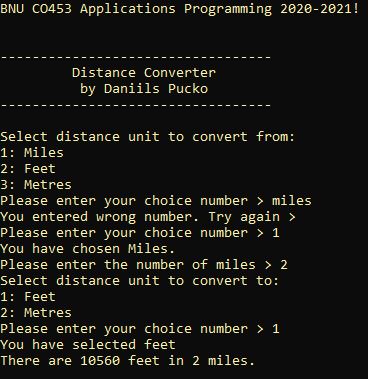 BNU CO453 Applications Programming 2020-2021!
----------------------------------
Distance Converter
by Daniils Pucko
----------------------------------
Select distance unit to convert from:
1: Miles
2: Feet
3: Metres
Please enter your choice number > miles
You entered wrong number. Try again >
Please enter your choice number > 1
You have chosen Miles.
Please enter the number of miles > 2
Select distance unit to convert to:
1: Feet
2: Metres
Please enter your choice number > 1
You have selected feet
There are 10560 feet in 2 miles.